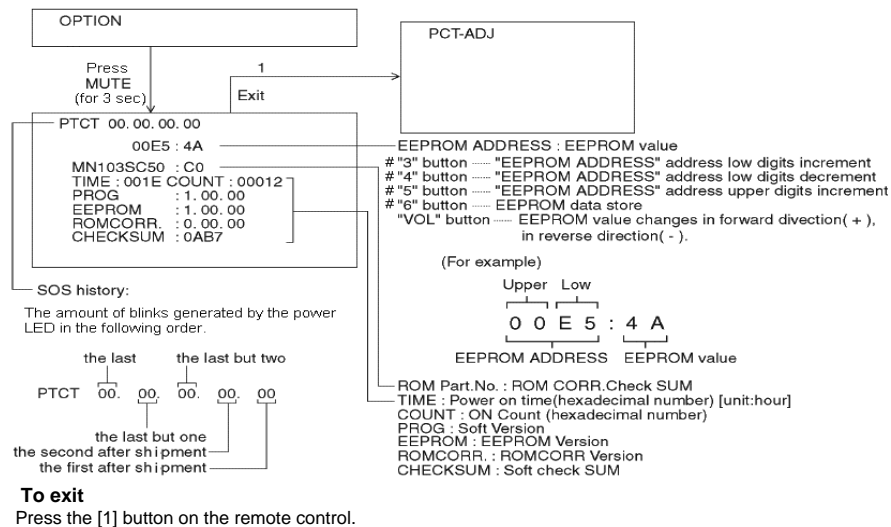 OPTION
PCT-ADJ
Press
MUTE
(for 3 sec)
1
Exit
PTCT 00. 00. 00. 00
00E5 : 4A
MN103SC50 : C0
TIME : 001E COUNT : 00012
PROG : 1. 00. 00
EEPROM : 1. 00. 00
ROMCORR. : 0. 00. 00
CHECKSUM : 0AB7
EEPROM ADDRESS : EEPROM value
# "3" button ...... "EEPROM ADDRESS" address low digits increment
# "4" button ...... "EEPROM ADDRESS" address low digits decrement
# "5" button ...... "EEPROM ADDRESS" address upper digits increment
# "6" button ...... EEPROM data store
"VOL" button ...... EEPROM value changes in forward divection( + ),
in reverse direction( - ).
(For example)
Upper Low
0 0 E 5 : 4 A
EEPROM ADDRESS EEPROM value
SOS history:
The amount of blinks generated by the power
LED in the following order.
the last the last but two
PTCT 00. 00. 00. 00. 00
the last but one
the second after shipment
the first after shipment
ROM Part.No. : ROM CORR.Check SUM
TIME : Power on time(hexadecimal number) [unit:hour]
COUNT : ON Count (hexadecimal number)
PROG : Soft Version
EEPROM : EEPROM Version
ROMCORR. : ROMCORR Version
CHECKSUM : Soft check SUM
To exit
Press the [1] button on the remote control.